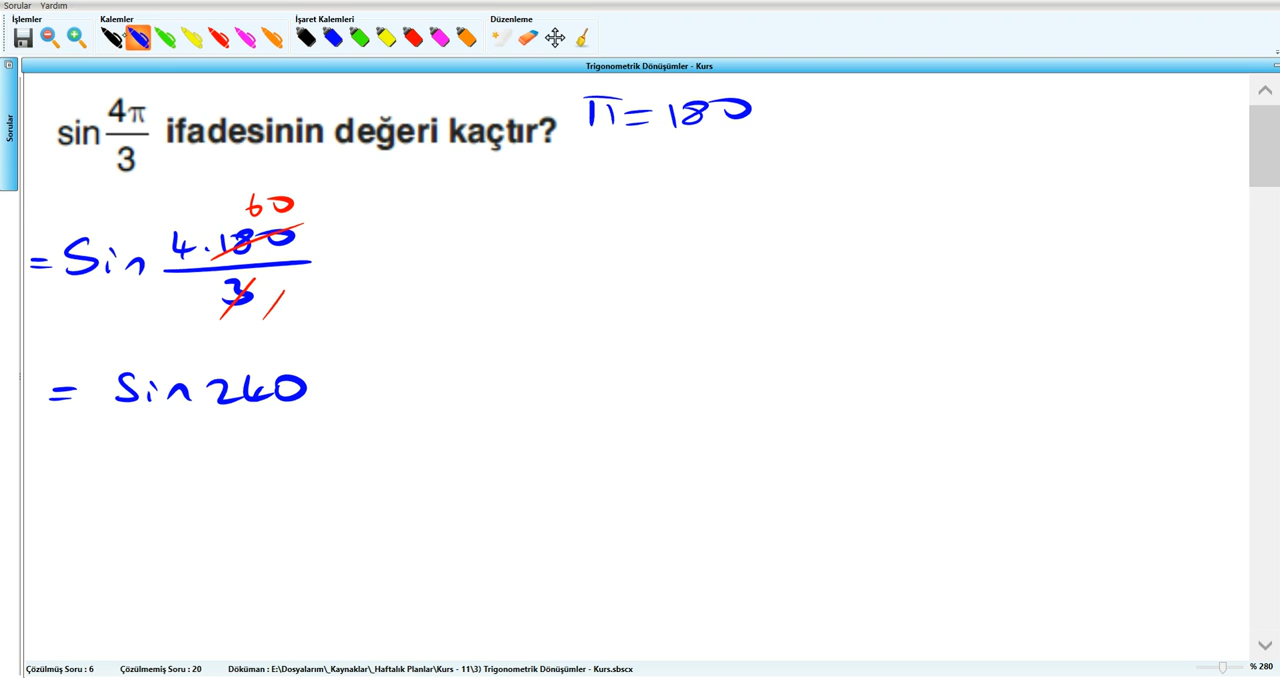 Sorular Yardım
İşlemler Kalemler İşaret Kalemleri Düzenleme
Trigonometrik Dönüşümler - Kurs
Sorular
sin 4π/3 ifadesinin değeri kaçtır? π = 180
60
= Sin 4.180/3 1
= Sin 240
Çözülmüş Soru : 6 Çözülmemiş Soru : 20 Döküman : E:\Dosyalarım\_Kaynaklar\_Haftalık Planlar\Kurs - 11\3) Trigonometrik Dönüşümler - Kurs.sbscx % 280